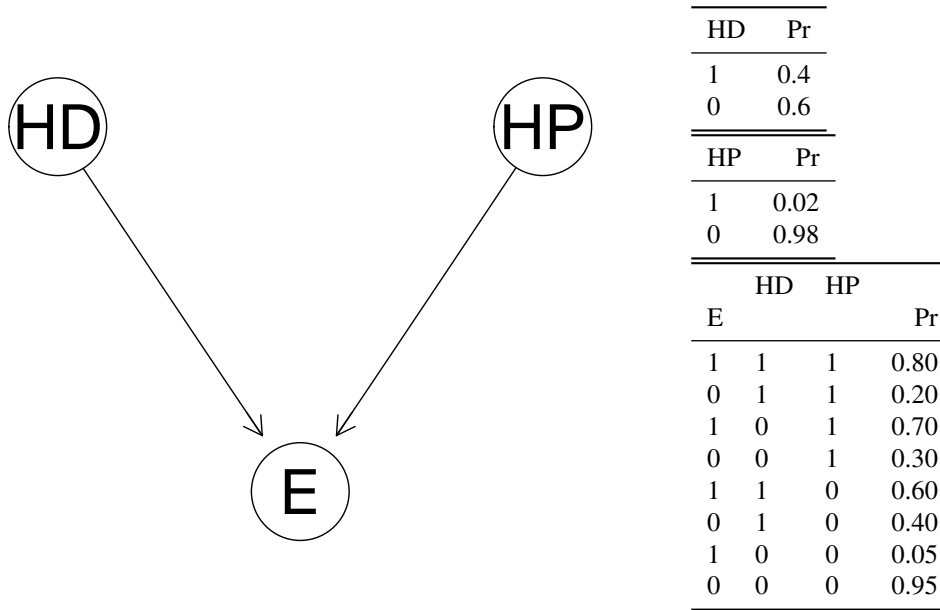 HD Pr
1 0.4
0 0.6
HP Pr
1 0.02
0 0.98
HD HP
E Pr
1 1 1 0.80
0 1 1 0.20
1 0 1 0.70
0 0 1 0.30
1 1 0 0.60
0 1 0 0.40
1 0 0 0.05
0 0 0 0.95
HD
HP
E